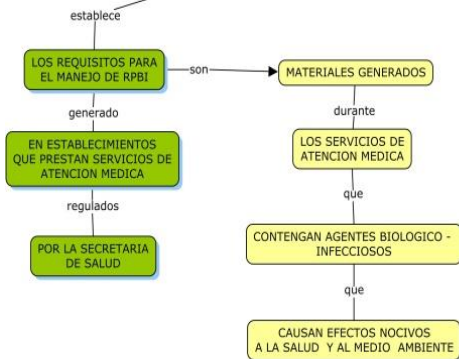 establece
LOS REQUISITOS PARA
EL MANEJO DE RPBI
son
MATERIALES GENERADOS
generado
durante
EN ESTABLECIMIENTOS
QUE PRESTAN SERVICIOS DE
ATENCION MEDICA
LOS SERVICIOS DE
ATENCION MEDICA
regulados
que
POR LA SECRETARIA
DE SALUD
CONTENGAN AGENTES BIOLOGICO -
INFECCIOSOS
que
CAUSAN EFECTOS NOCIVOS
A LA SALUD Y AL MEDIO AMBIENTE